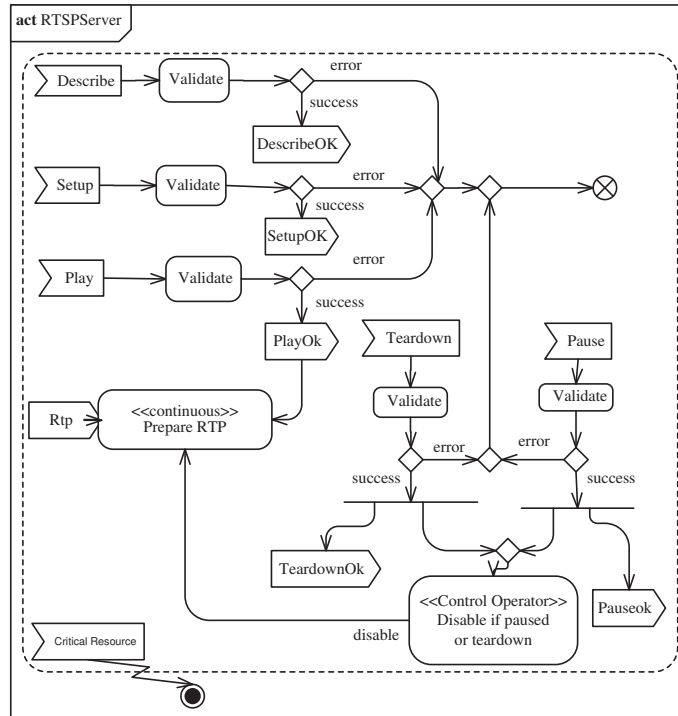 act RTSPServer
Describe
Validate
error
success
DescribeOK
Setup
Validate
error
success
SetupOK
Play
Validate
error
success
PlayOk
Teardown
Pause
Rtp
<<continuous>>
Prepare RTP
Validate
Validate
error
error
success
success
TeardownOk
<<Control Operator>>
Disable if paused
or teardown
Pauseok
disable
Critical Resource